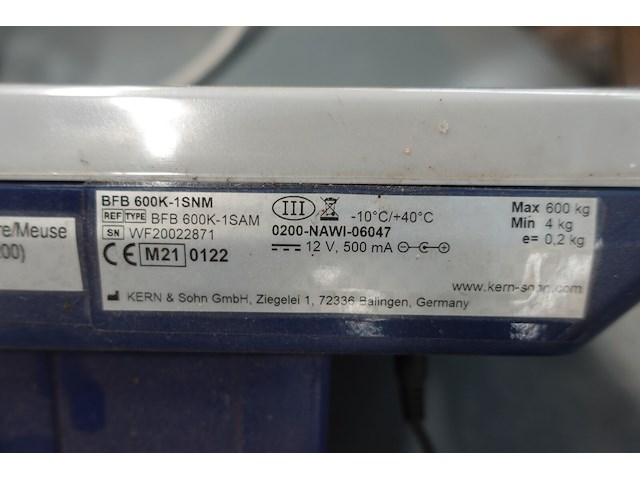 re/Meuse
00)
BFB 600K-1SNM
REF TYPE BFB 600K-1SAM
SN WF20022871
CE M21 0122
KERN & Sohn GmbH, Ziegelei 1, 72336 Balingen, Germany
III -10°C/+40°C
0200-NAWI-06047
12 V, 500 mA
Max 600 kg
Min 4 kg
e= 0,2 kg
www.kern-sohn.com